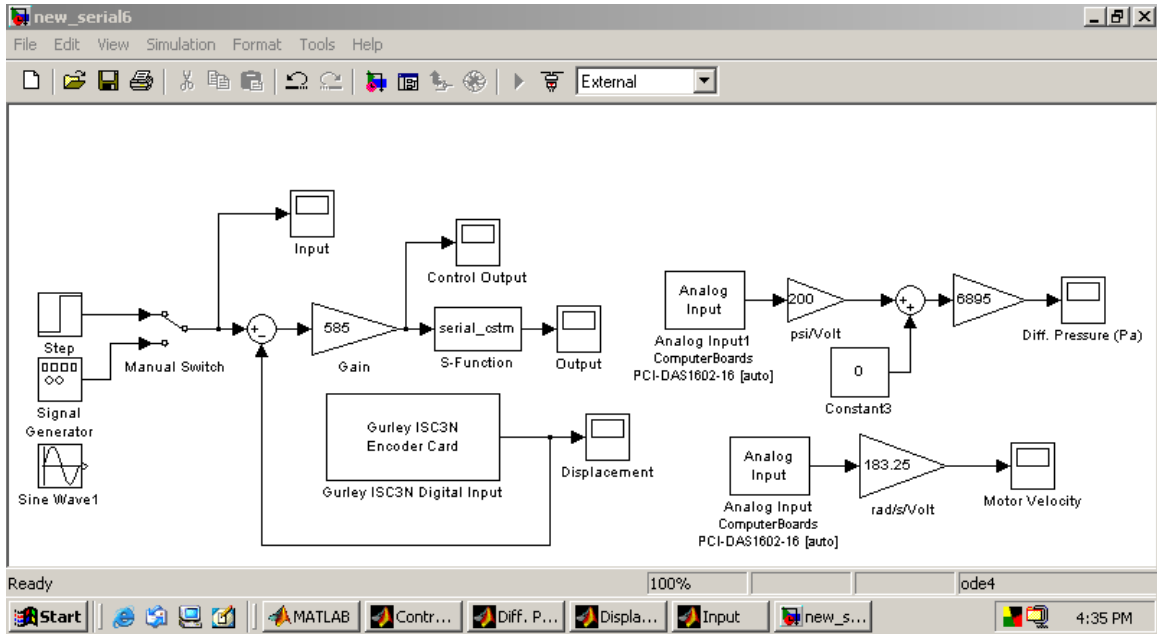 new_serial6
File Edit View Simulation Format Tools Help
External
Input
Control Output
Step
Manual Switch
+
-
585
Gain
serial_cstm
S-Function
Output
Signal
Generator
Sine Wave1
Gurley ISC3N
Encoder Card
Gurley ISC3N Digital Input
Displacement
Analog
Input
Analog Input1
ComputerBoards
PCI-DAS1602-16 [auto]
200
psi/Volt
+
+
6895
Diff. Pressure (Pa)
0
Constant3
Analog
Input
Analog Input
ComputerBoards
PCI-DAS1602-16 [auto]
183.25
rad/s/Volt
Motor Velocity
Ready 100% ode4
Start MATLAB Contr... Diff. P... Displa... Input new_s... 4:35 PM